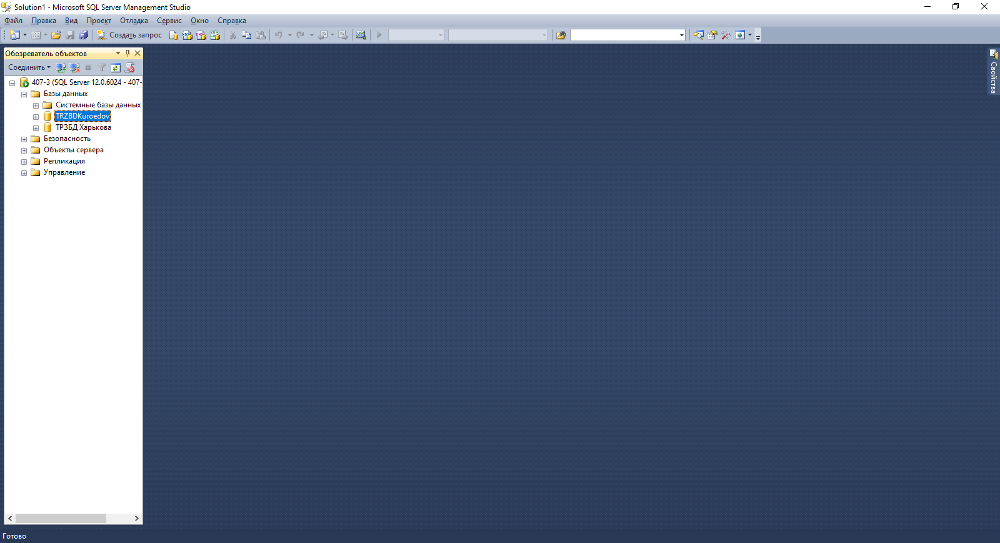 Solution1 - Microsoft SQL Server Management Studio
Файл Правка Вид Проект Отладка Сервис Окно Справка
Создать запрос
Обозреватель объектов
Соединить
407-3 (SQL Server 12.0.6024 - 407-
Базы данных
Системные базы данных
TRZBDKuroedov
ТРЗБД Харькова
Безопасность
Объекты сервера
Репликация
Управление
Свойства
Готово